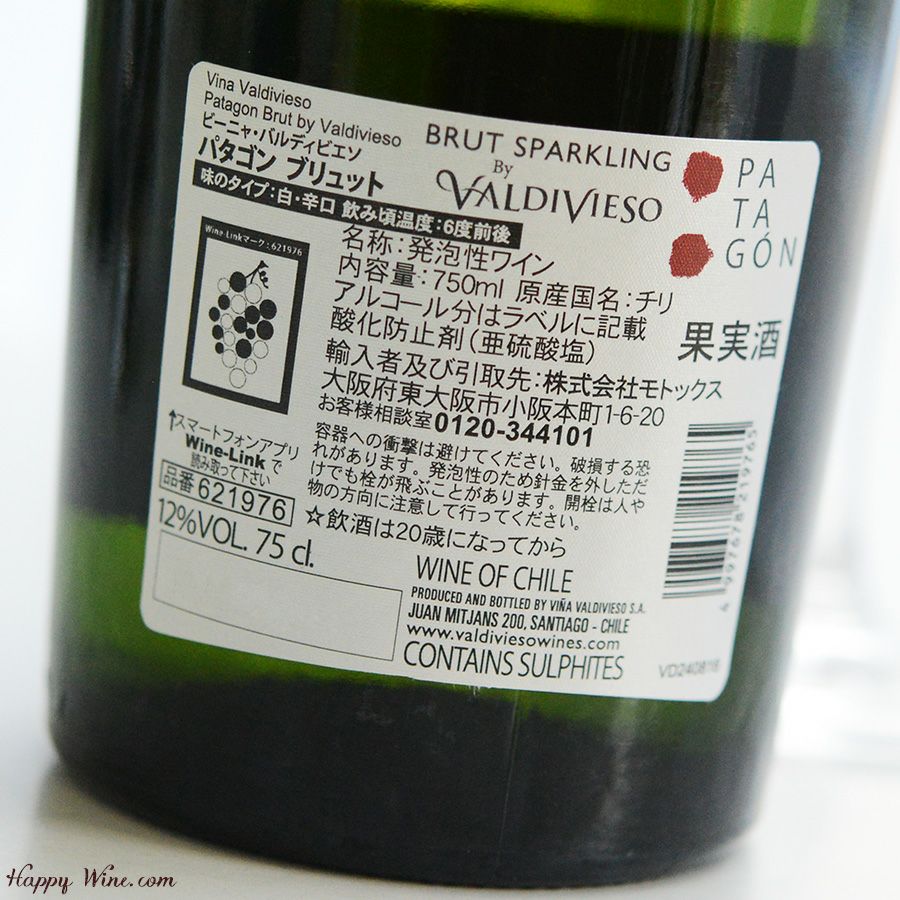 Vina Valdivieso
Patagon Brut by Valdivieso
ビーニャ・バルディビエソ
パタゴン ブリュット
味のタイプ:白・辛口 飲み頃温度:6度前後
BRUT SPARKLING
By
VALDIVIESO
PA
TA
GÓN
Wine-Linkマーク:621976
名称:発泡性ワイン
内容量:750ml 原産国名:チリ
アルコール分はラベルに記載
酸化防止剤(亜硫酸塩)
果実酒
輸入者及び引取先:株式会社モトックス
大阪府東大阪市小阪本町1-6-20
お客様相談室0120-344101
容器への衝撃は避けてください。破損する恐
れがあります。発泡性のため針金を外しただ
けでも栓が飛ぶことがあります。開栓は人や
物の方向に注意して行ってください。
☆飲酒は20歳になってから
↑スマートフォンアプリ
Wine-Linkで
読み取って下さい
品番 621976
12%VOL. 75 cl.
WINE OF CHILE
PRODUCED AND BOTTLED BY VIÑA VALDIVIESO S.A.
JUAN MITJANS 200, SANTIAGO - CHILE
www.valdiviesowines.com
CONTAINS SULPHITES
4 997678 219765
VD240816
Happy Wine.com